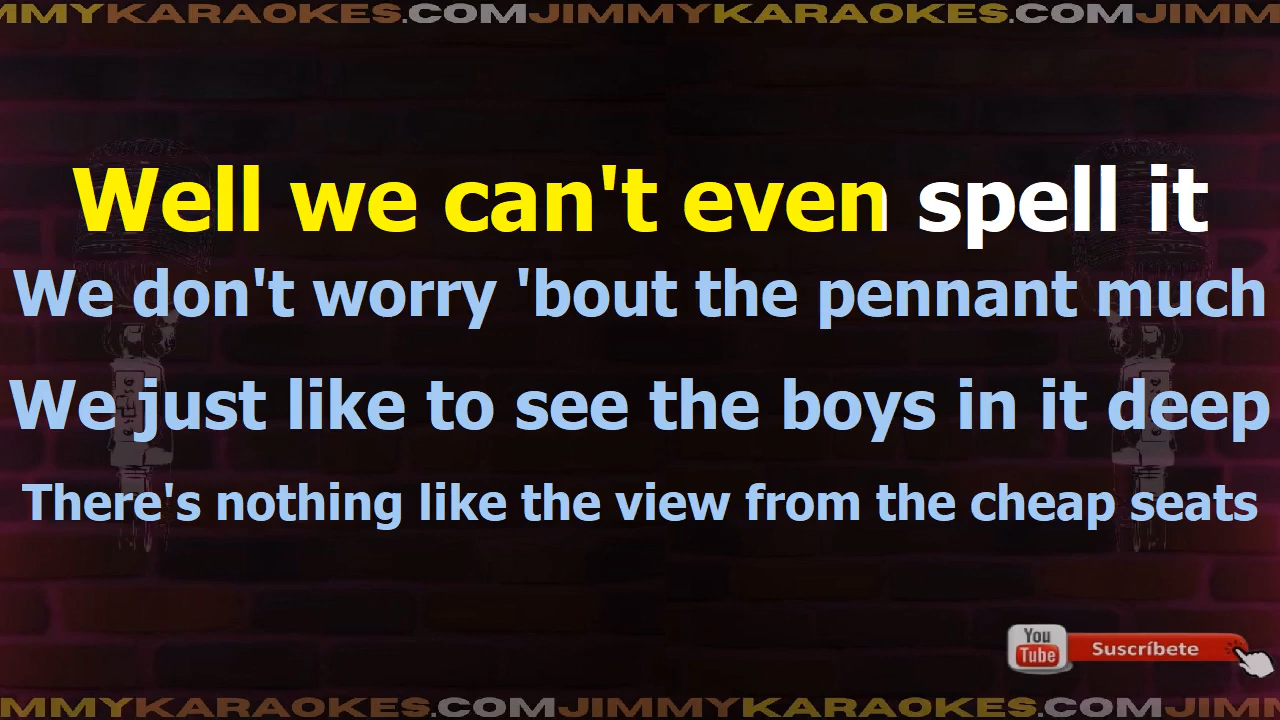 MMYKARAOKES.COMJIMMYKARAOKES.COMJIMMYKARAOKES.COMJIMM
Well we can't even spell it
We don't worry 'bout the pennant much
We just like to see the boys in it deep
There's nothing like the view from the cheap seats
You
Tube
Suscríbete
MMYKARAOKES.COMJIMMYKARAOKES.COMJIMMYKARAOKES.COMJIMM